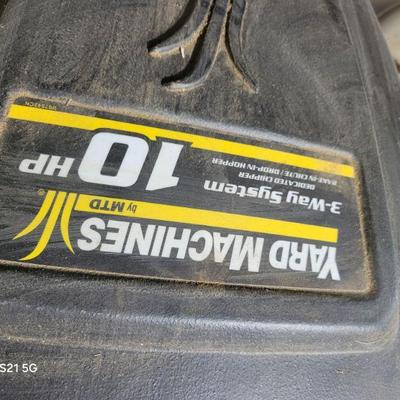 YARD MACHINES
by MTD
3-Way System
DEDICATED CHIPPER
RAKE-IN CHUTE/ DROP-IN HOPPER
10 HP
S21 5G